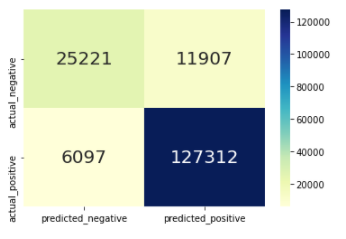 actual_negative
25221 11907
actual_positive
6097 127312
predicted_negative predicted_positive
120000
100000
80000
60000
40000
20000